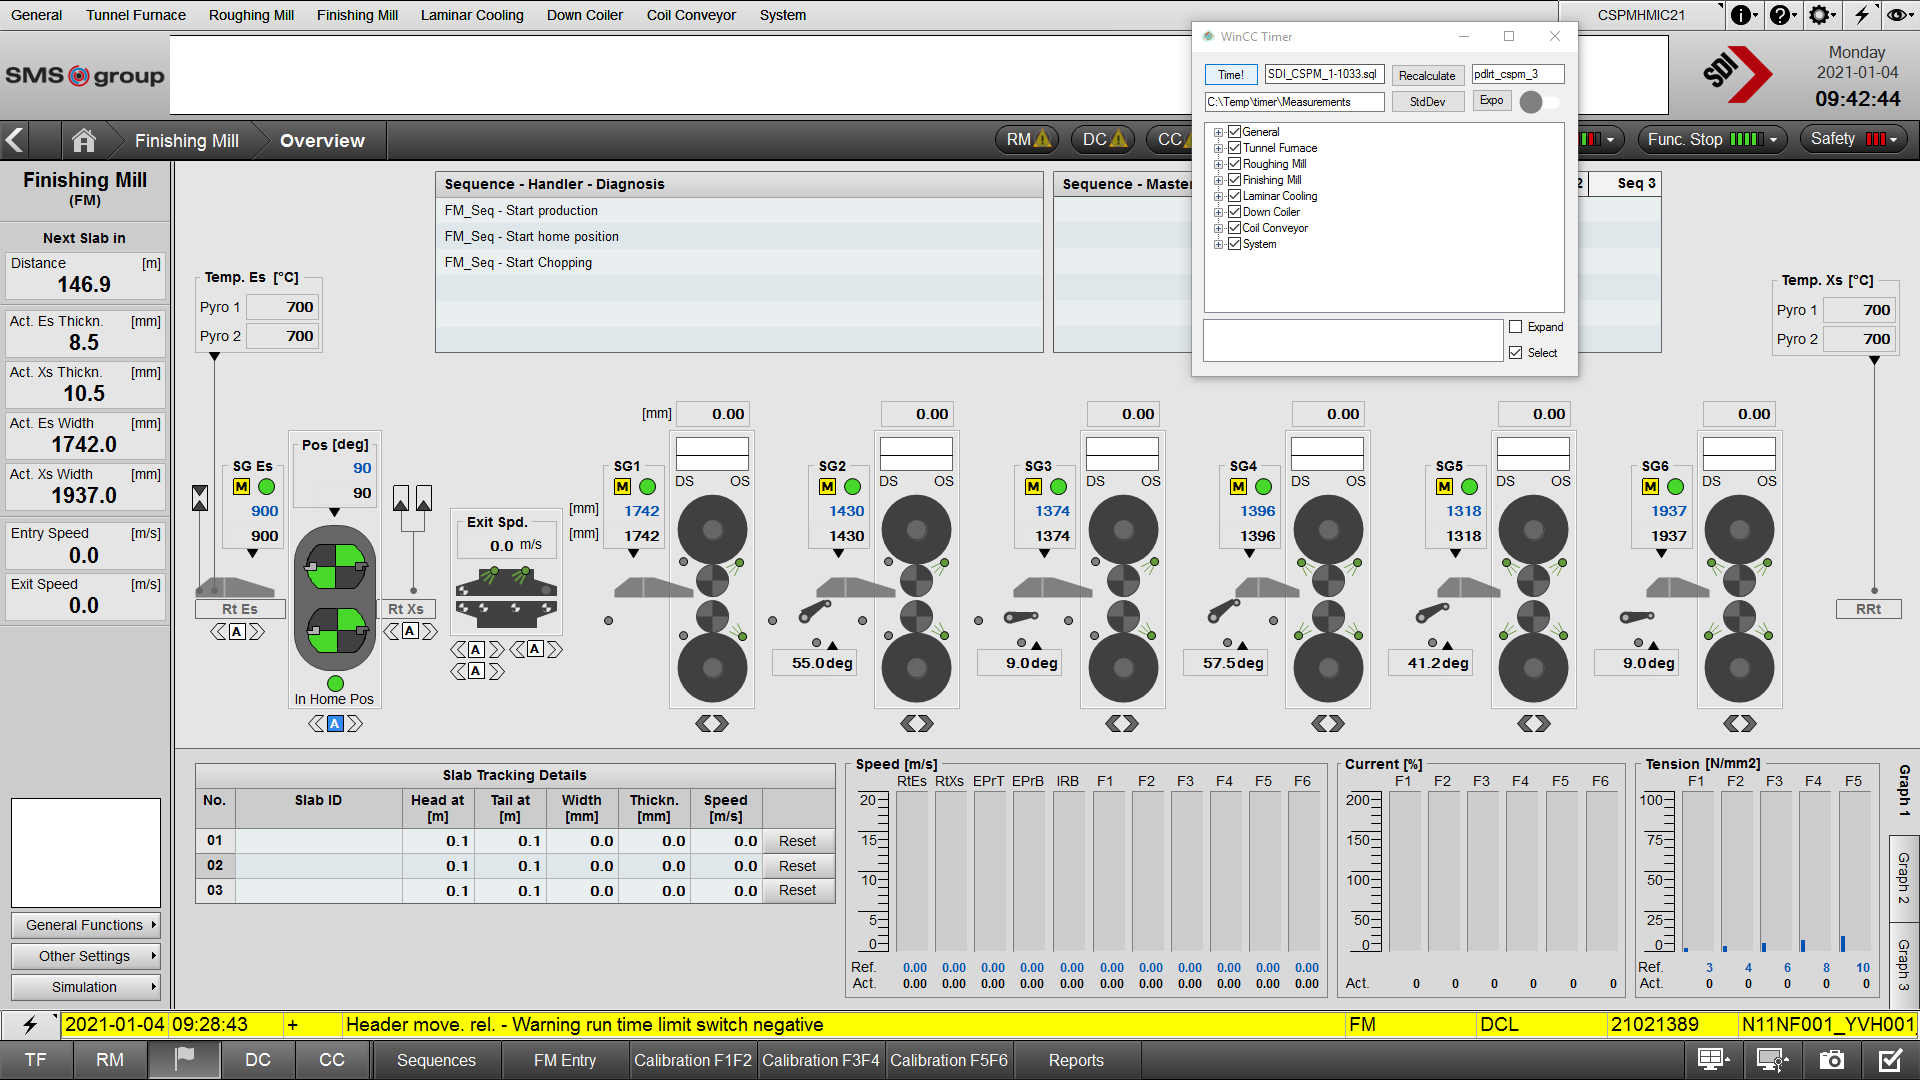 General Tunnel Furnace Roughing Mill Finishing Mill Laminar Cooling Down Coiler Coil Conveyor System CSPMHMIC21
SMS group
SDI
Monday
2021-01-04
09:42:44
WinCC Timer
Time! SDI_CSPM_1-1033.sql Recalculate pdlrt_cspm_3
C:\Temp\timer\Measurements StdDev Expo
General
Tunnel Furnace
Roughing Mill
Finishing Mill
Laminar Cooling
Down Coiler
Coil Conveyor
System
Expand
Select
Finishing Mill Overview RM DC CC Func. Stop Safety
Finishing Mill
(FM)
Next Slab in
Distance [m]
146.9
Act. Es Thickn. [mm]
8.5
Act. Xs Thickn. [mm]
10.5
Act. Es Width [mm]
1742.0
Act. Xs Width [mm]
1937.0
Entry Speed [m/s]
0.0
Exit Speed [m/s]
0.0
General Functions
Other Settings
Simulation
Sequence - Handler - Diagnosis
FM_Seq - Start production
FM_Seq - Start home position
FM_Seq - Start Chopping
Sequence - Master 2 Seq 3
Temp. Es [°C]
Pyro 1 700
Pyro 2 700
Temp. Xs [°C]
Pyro 1 700
Pyro 2 700
[mm] 0.00 0.00 0.00 0.00 0.00 0.00
SG Es
M
900
900
Rt Es
A
Pos [deg]
90
90
In Home Pos
A
Rt Xs
A
Exit Spd.
0.0 m/s
A A
A
SG1
M
[mm] 1742
[mm] 1742
DS OS
SG2
M
1430
1430
55.0deg
DS OS
SG3
M
1374
1374
9.0deg
DS OS
SG4
M
1396
1396
57.5deg
DS OS
SG5
M
1318
1318
41.2deg
DS OS
SG6
M
1937
1937
9.0deg
DS OS
RRt
Slab Tracking Details
No. Slab ID Head at [m] Tail at [m] Width [mm] Thickn. [mm] Speed [m/s]
01 0.1 0.1 0.0 0.0 0.0 Reset
02 0.1 0.1 0.0 0.0 0.0 Reset
03 0.1 0.1 0.0 0.0 0.0 Reset
Speed [m/s]
RtEs RtXs EPrT EPrB IRB F1 F2 F3 F4 F5 F6
20
15
10
5
0
Ref. 0.00 0.00 0.00 0.00 0.00 0.00 0.00 0.00 0.00 0.00 0.00
Act. 0.00 0.00 0.00 0.00 0.00 0.00 0.00 0.00 0.00 0.00 0.00
Current [%]
F1 F2 F3 F4 F5 F6
200
150
100
50
0
Act. 0 0 0 0 0 0
Tension [N/mm2]
F1 F2 F3 F4 F5
100
75
50
25
0
Ref. 3 4 6 8 10
Act. 0 0 0 0 0
Graph 1
Graph 2
Graph 3
2021-01-04 09:28:43 + Header move. rel. - Warning run time limit switch negative FM DCL 21021389 N11NF001_YVH001
TF RM DC CC Sequences FM Entry Calibration F1F2 Calibration F3F4 Calibration F5F6 Reports